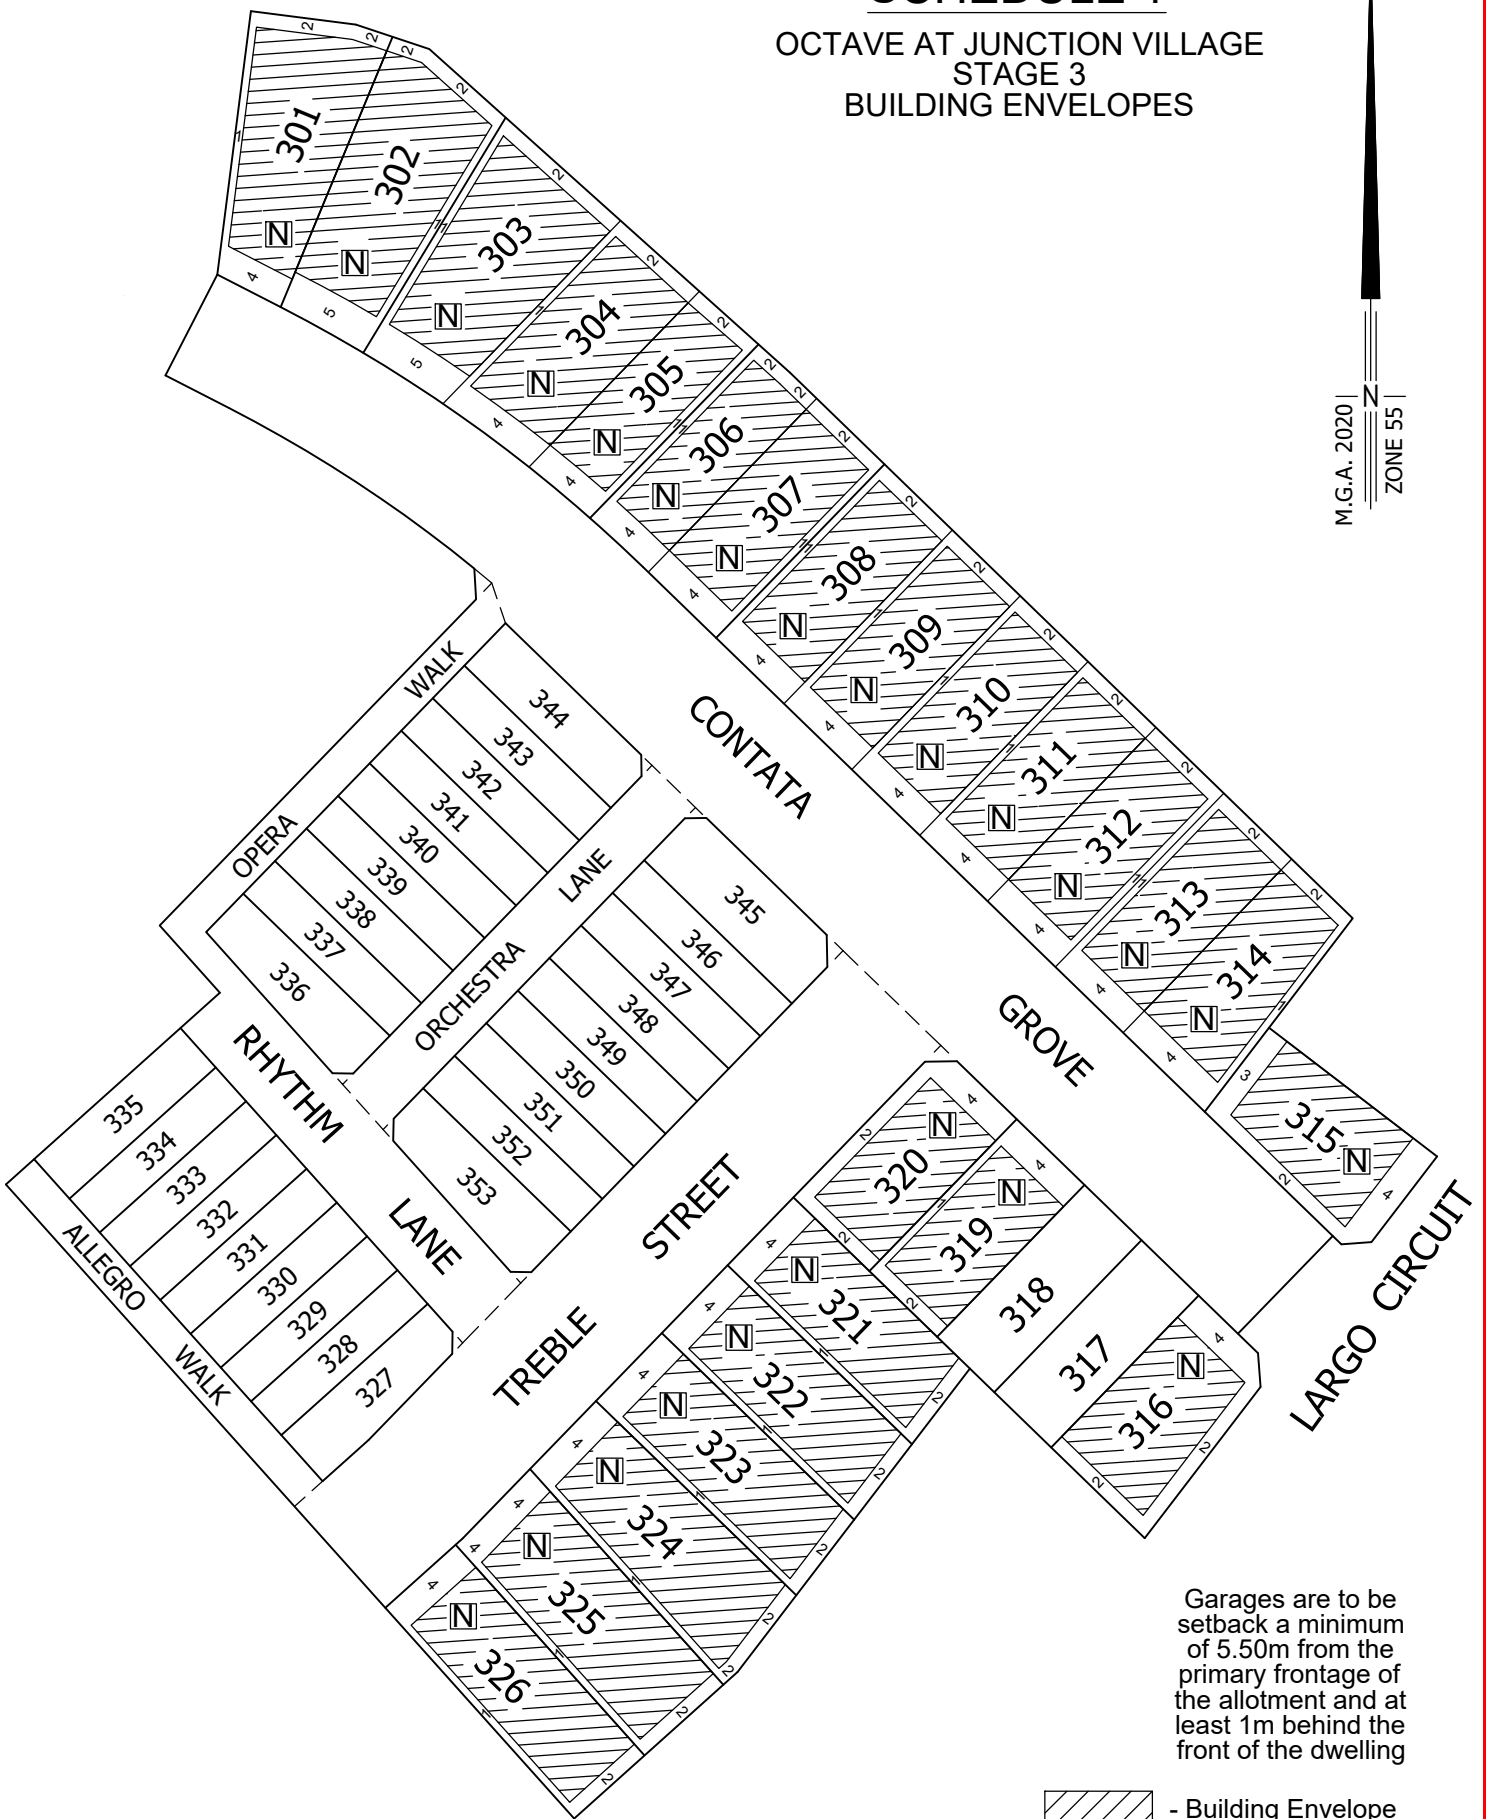 OCTAVE AT JUNCTION VILLAGE
STAGE 3
BUILDING ENVELOPES
M.G.A. 2020
N
ZONE 55
301
N
302
N
303
N
304
N
305
N
306
N
307
N
308
N
309
N
310
N
311
N
312
N
313
N
314
N
315
N
CONTATA
GROVE
OPERA
WALK
344
343
342
341
340
339
338
337
336
ORCHESTRA
LANE
345
346
347
348
349
350
351
352
353
RHYTHM
LANE
335
334
333
332
331
330
329
328
327
ALLEGRO
WALK
TREBLE
STREET
320
N
319
N
318
317
316
N
321
N
322
N
323
N
324
N
325
N
326
N
LARGO CIRCUIT
Garages are to be
setback a minimum
of 5.50m from the
primary frontage of
the allotment and at
least 1m behind the
front of the dwelling
- Building Envelope